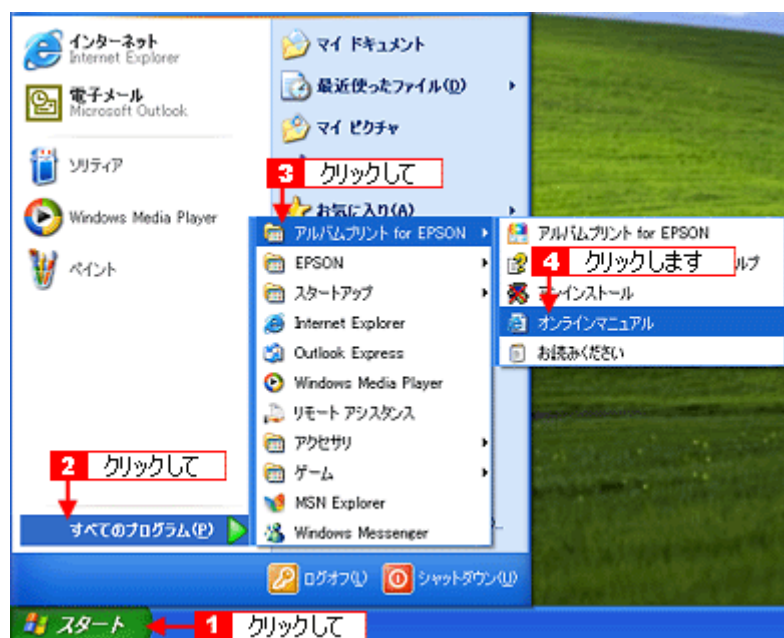 インターネット
Internet Explorer
電子メール
Microsoft Outlook
ソリティア
Windows Media Player
ペイント
2 クリックして
すべてのプログラム(P)
マイ ドキュメント
最近使ったファイル(D)
マイ ピクチャ
3 クリックして
お気に入り(A)
アルバムプリント for EPSON
EPSON
スタートアップ
Internet Explorer
Outlook Express
Windows Media Player
リモート アシスタンス
アクセサリ
ゲーム
MSN Explorer
Windows Messenger
アルバムプリント for EPSON
4 クリックします
ルプ
アンインストール
オンラインマニュアル
お読みください
ログオフ(L)
シャットダウン(U)
スタート
1 クリックして